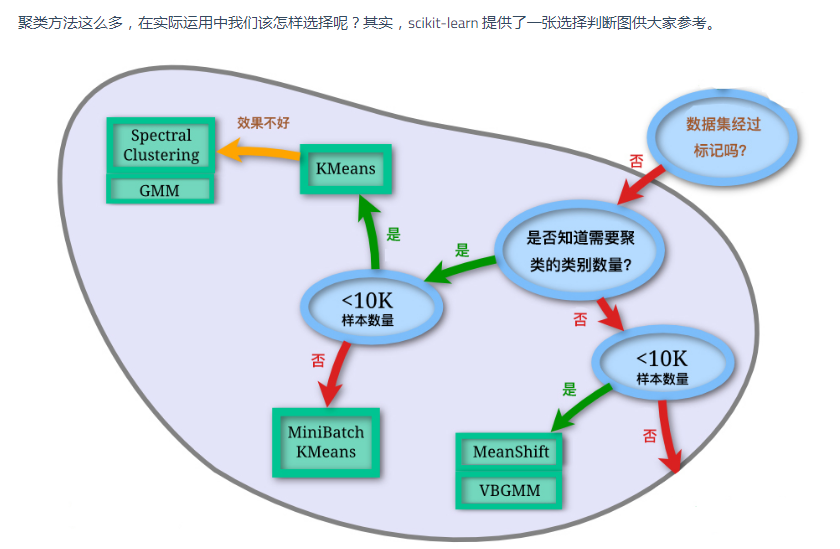 聚类方法这么多，在实际运用中我们该怎样选择呢？其实，scikit-learn 提供了一张选择判断图供大家参考。
数据集经过
标记吗?
否
是否知道需要聚
类的类别数量?
是
否
<10K
样本数量
是
否
KMeans
效果不好
Spectral
Clustering
GMM
MiniBatch
KMeans
<10K
样本数量
是
否
MeanShift
VBGMM